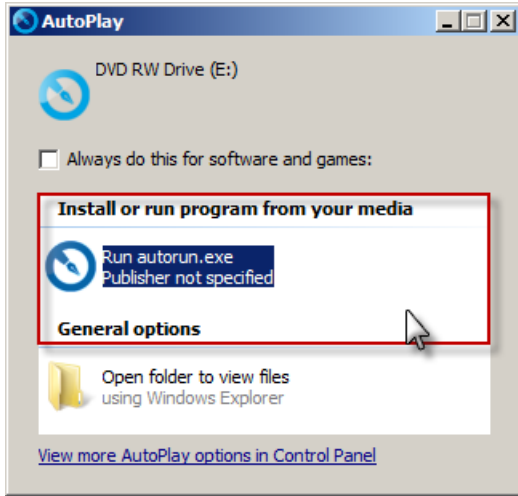 AutoPlay
DVD RW Drive (E:)
Always do this for software and games:
Install or run program from your media
Run autorun.exe
Publisher not specified
General options
Open folder to view files
using Windows Explorer
View more AutoPlay options in Control Panel